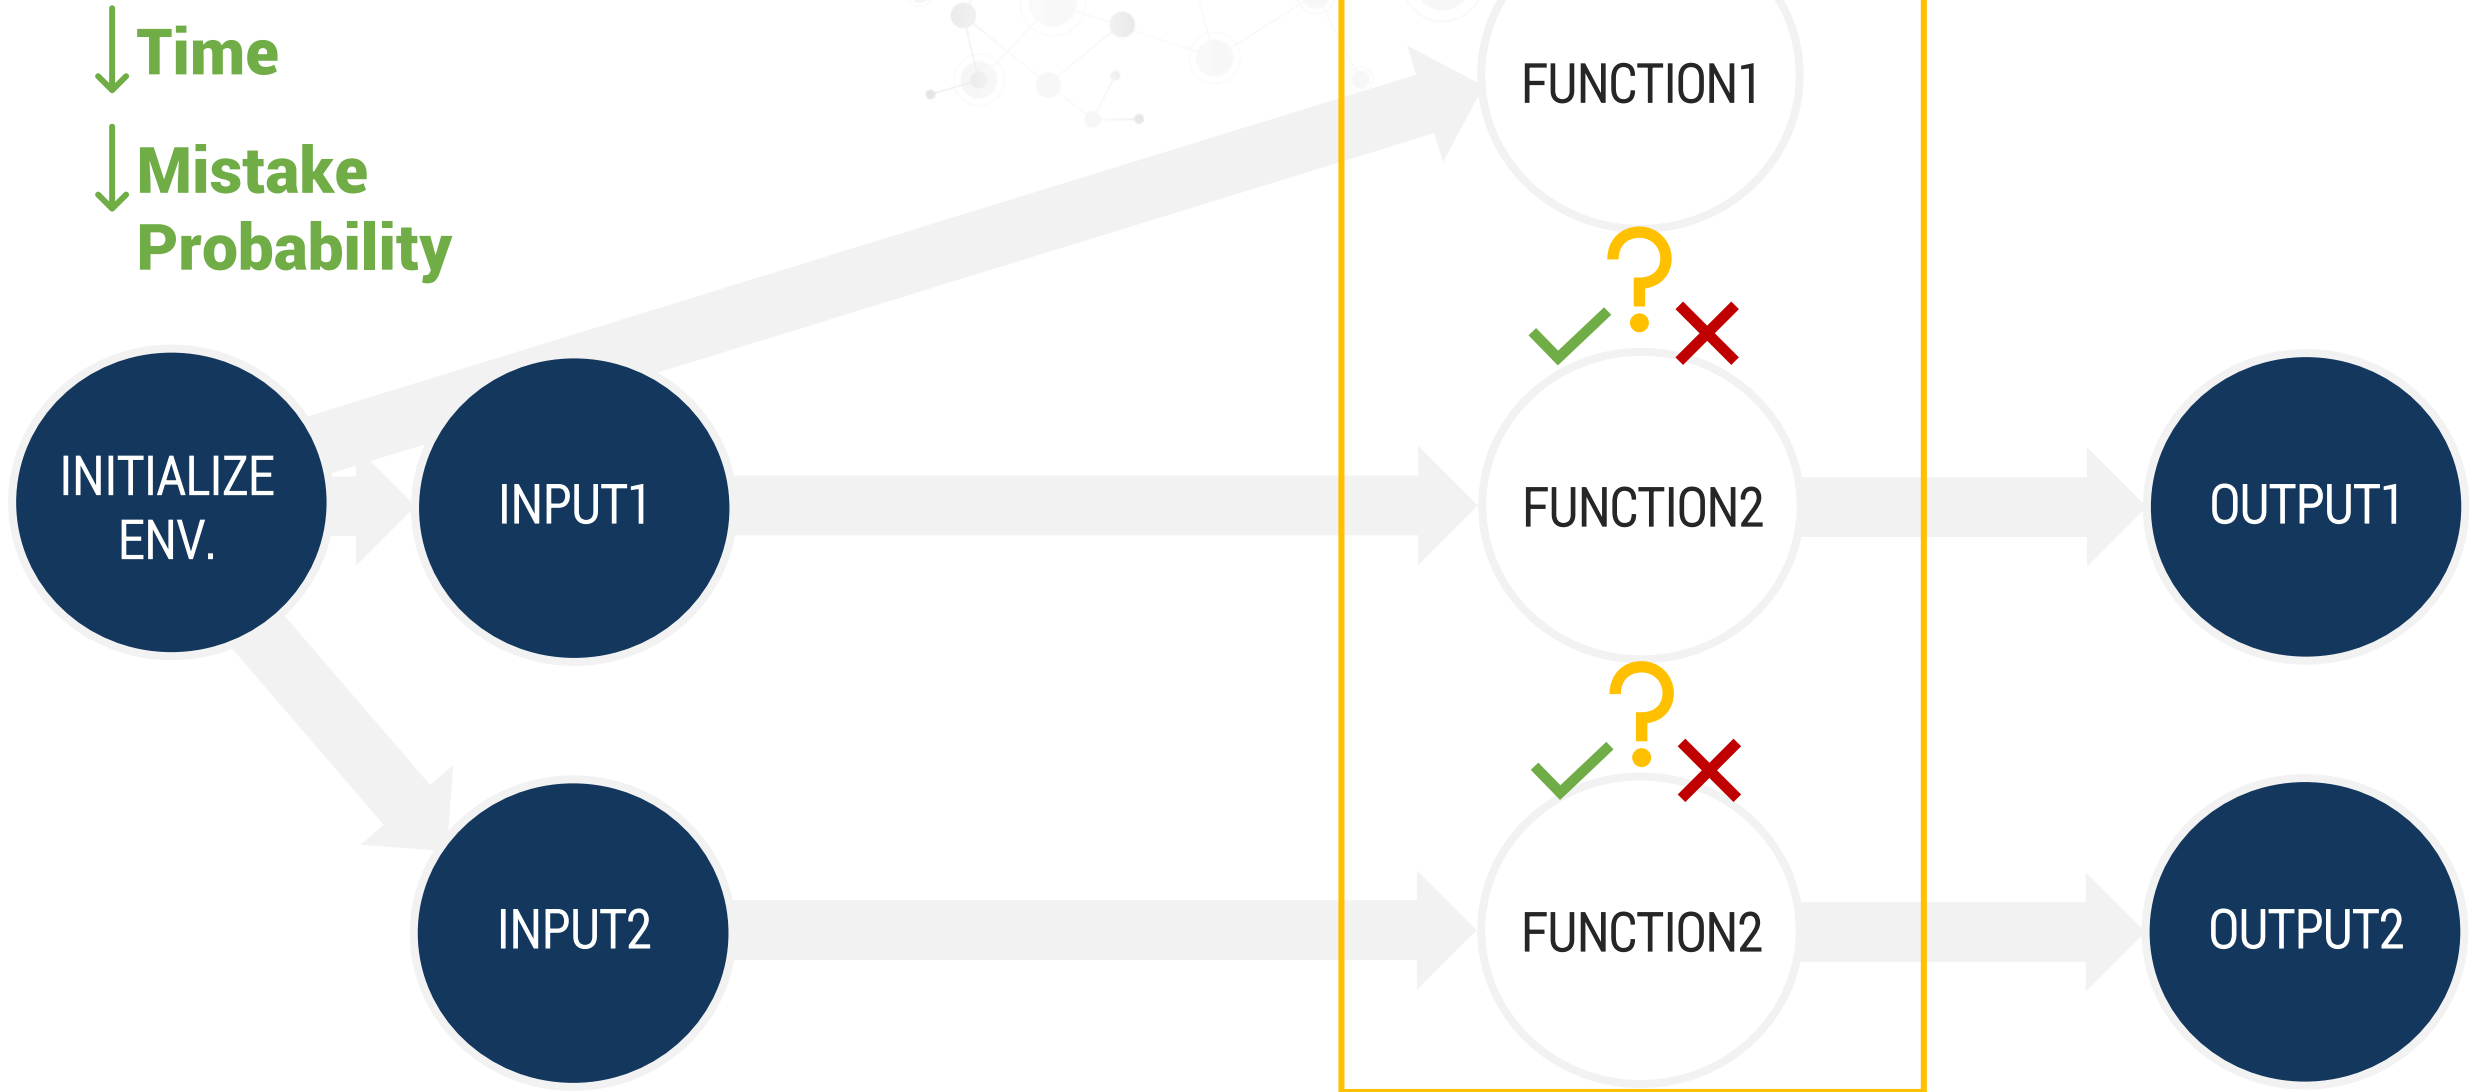 Time
Mistake
Probability
FUNCTION1
?
INITIALIZE
ENV.
INPUT1
FUNCTION2
OUTPUT1
?
INPUT2
FUNCTION2
OUTPUT2